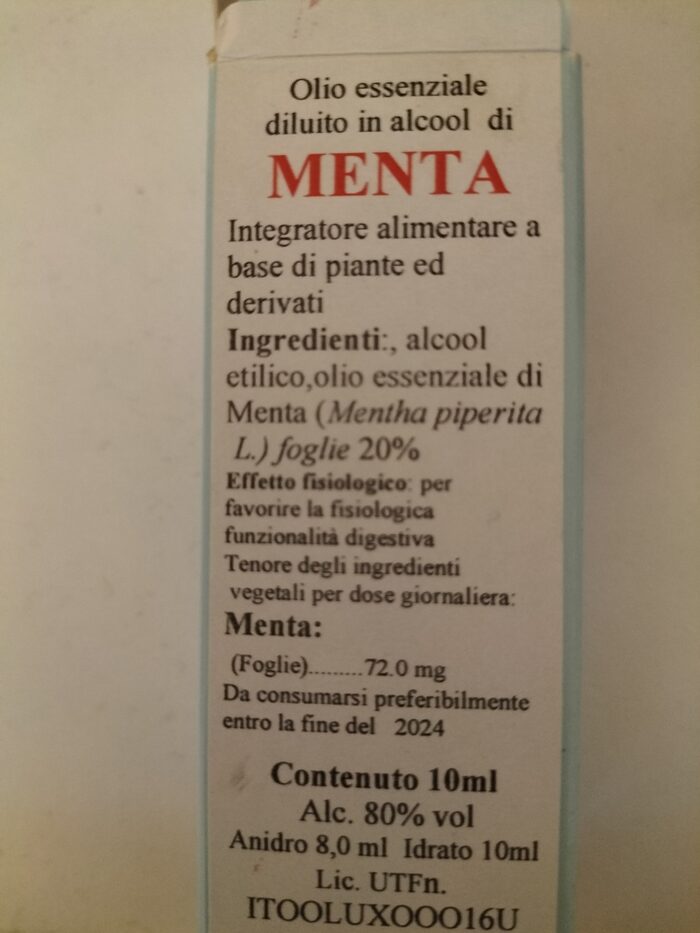 Olio essenziale
diluito in alcool di
MENTA
Integratore alimentare a
base di piante ed
derivati
Ingredienti:, alcool
etilico,olio essenziale di
Menta (Mentha piperita
L.) foglie 20%
Effetto fisiologico: per
favorire la fisiologica
funzionalità digestiva
Tenore degli ingredienti
vegetali per dose giornaliera:
Menta:
(Foglie).........72.0 mg
Da consumarsi preferibilmente
entro la fine del 2024
Contenuto 10ml
Alc. 80% vol
Anidro 8,0 ml Idrato 10ml
Lic. UTFn.
ITOOLUXOOO16U